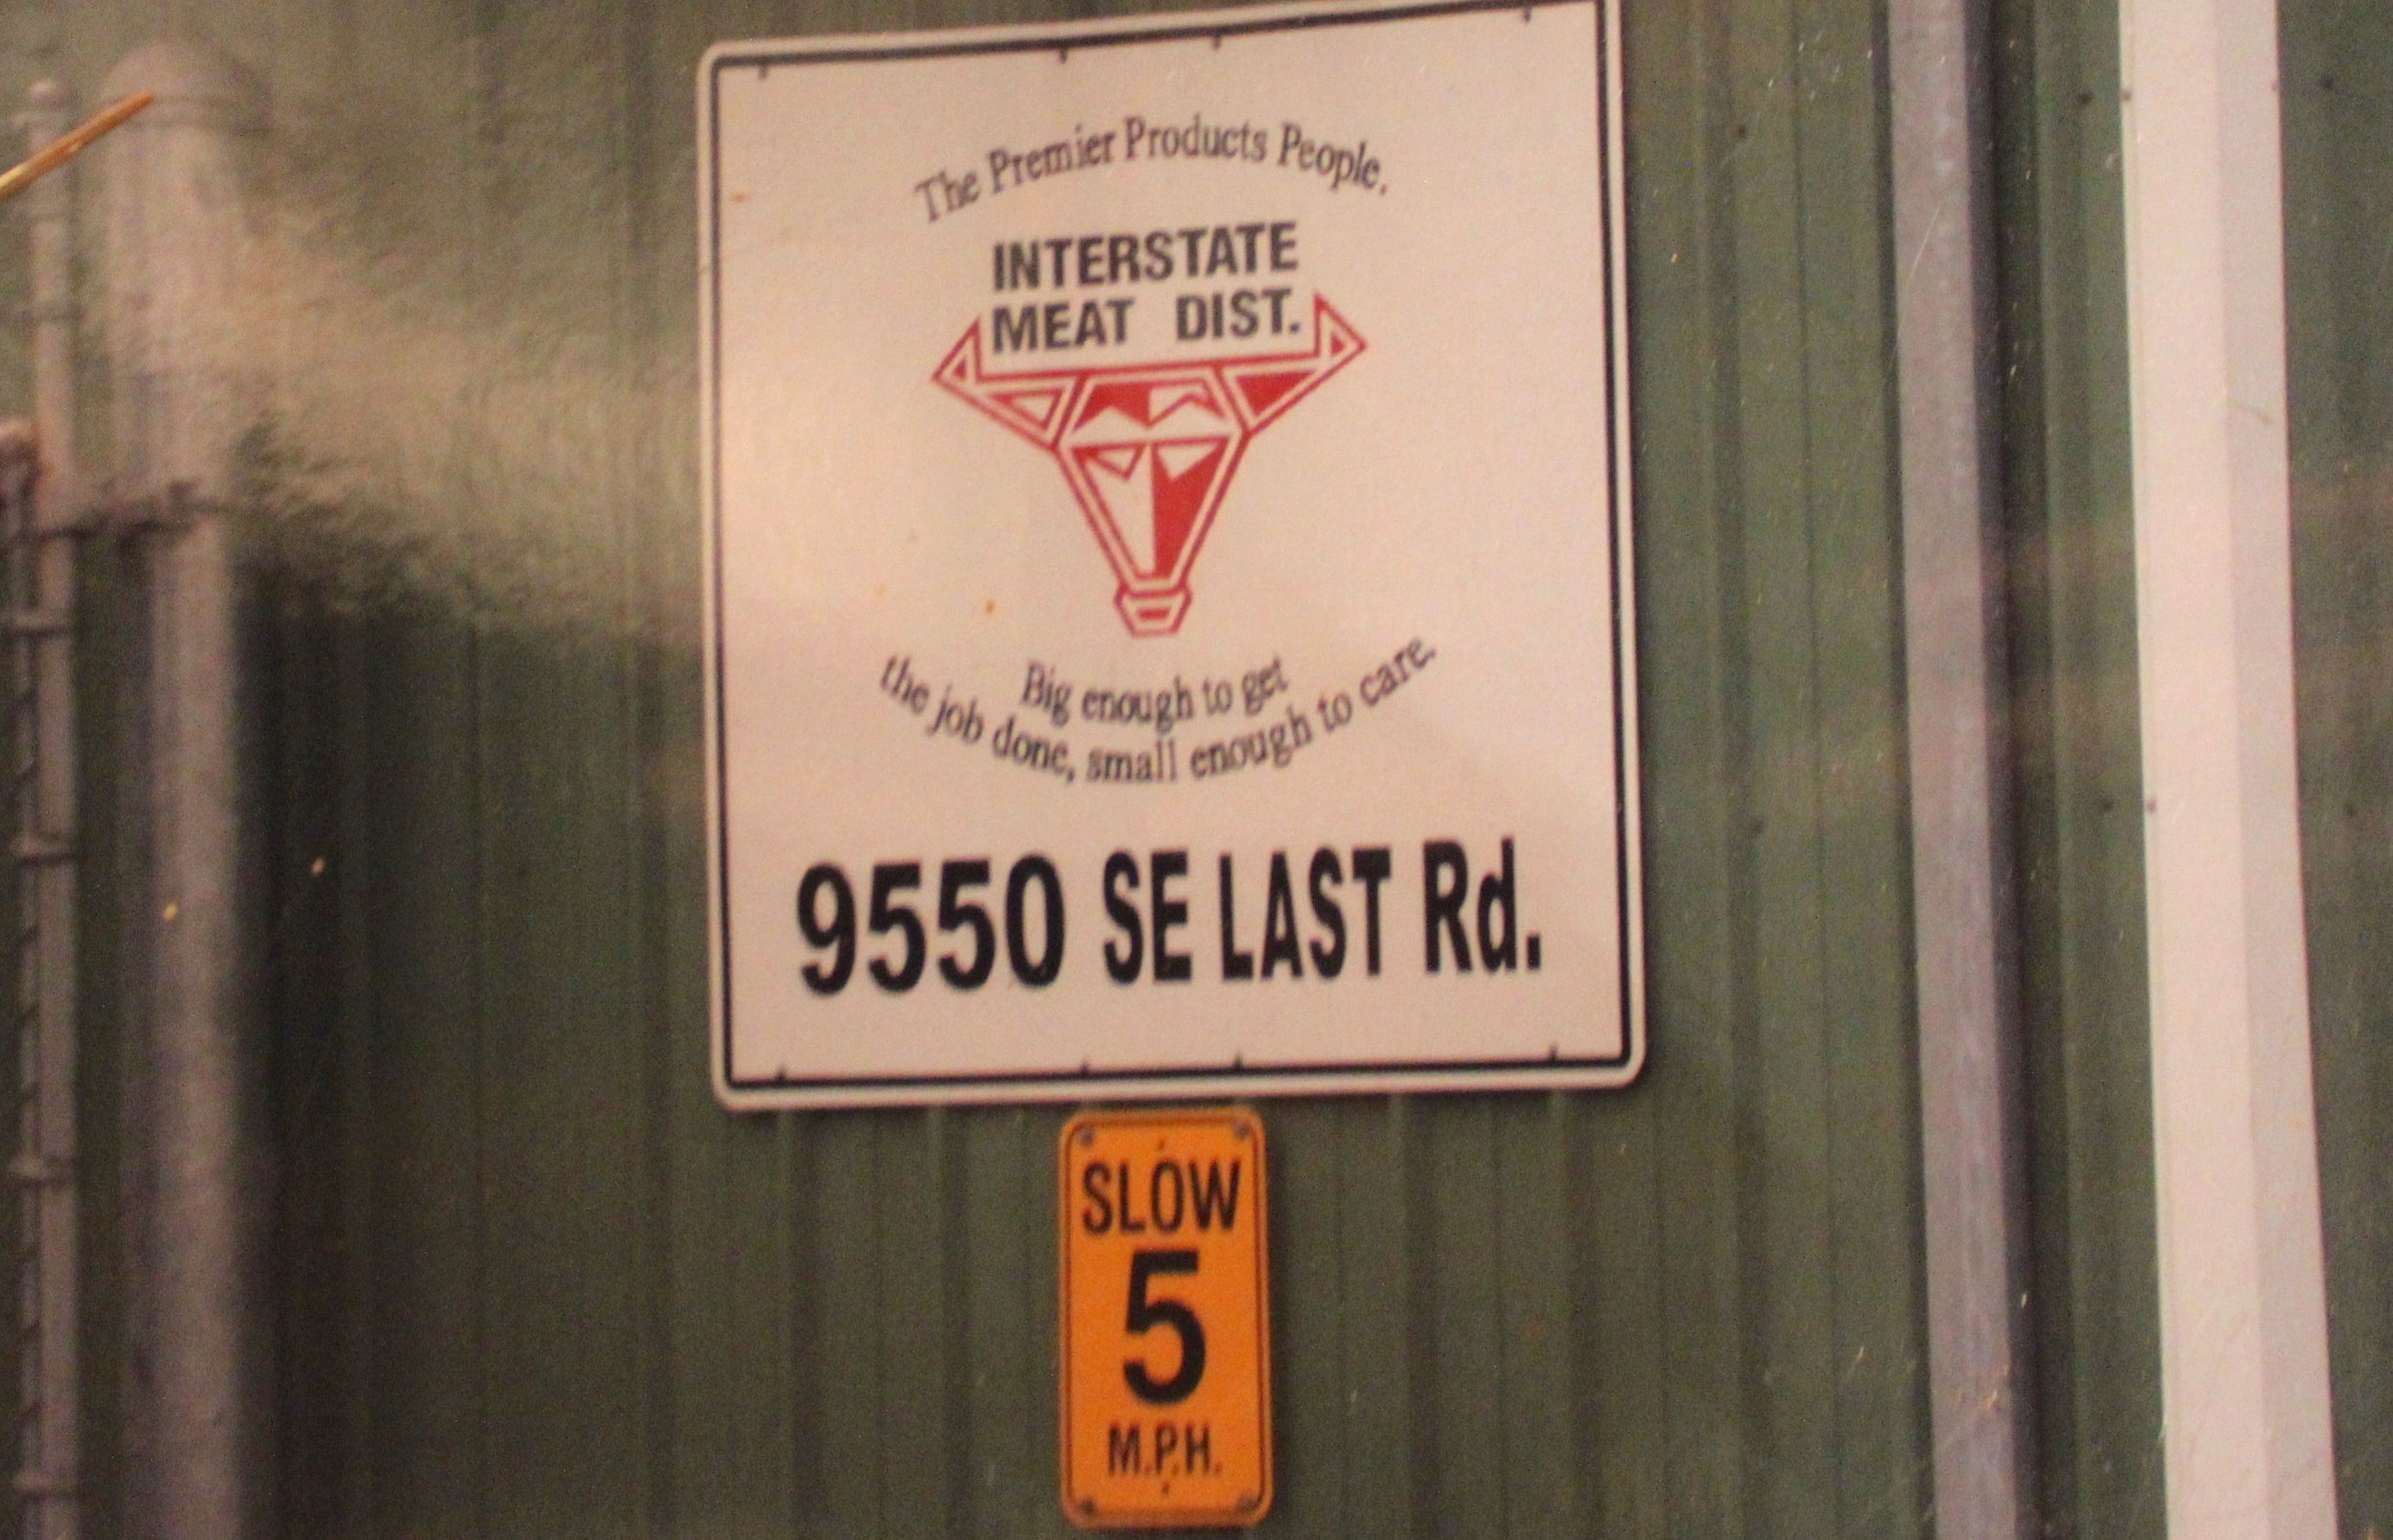 The Premier Products People.
INTERSTATE
MEAT DIST.
Big enough to get
the job done, small enough to care.
9550 SE LAST Rd.
SLOW
5
M.P.H.